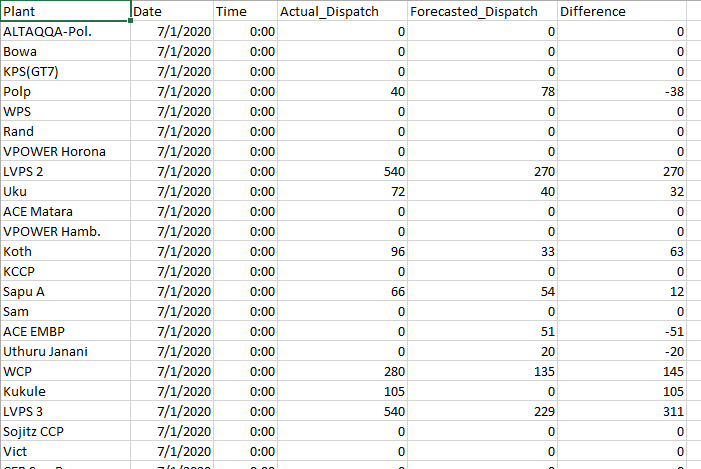 Plant Date Time Actual_Dispatch Forecasted_Dispatch Difference
ALTAQQA-Pol. 7/1/2020 0:00 0 0 0
Bowa 7/1/2020 0:00 0 0 0
KPS(GT7) 7/1/2020 0:00 0 0 0
Polp 7/1/2020 0:00 40 78 -38
WPS 7/1/2020 0:00 0 0 0
Rand 7/1/2020 0:00 0 0 0
VPOWER Horona 7/1/2020 0:00 0 0 0
LVPS 2 7/1/2020 0:00 540 270 270
Uku 7/1/2020 0:00 72 40 32
ACE Matara 7/1/2020 0:00 0 0 0
VPOWER Hamb. 7/1/2020 0:00 0 0 0
Koth 7/1/2020 0:00 96 33 63
KCCP 7/1/2020 0:00 0 0 0
Sapu A 7/1/2020 0:00 66 54 12
Sam 7/1/2020 0:00 0 0 0
ACE EMBP 7/1/2020 0:00 0 51 -51
Uthuru Janani 7/1/2020 0:00 0 20 -20
WCP 7/1/2020 0:00 280 135 145
Kukule 7/1/2020 0:00 105 0 105
LVPS 3 7/1/2020 0:00 540 229 311
Sojitz CCP 7/1/2020 0:00 0 0 0
Vict 7/1/2020 0:00 0 0 0